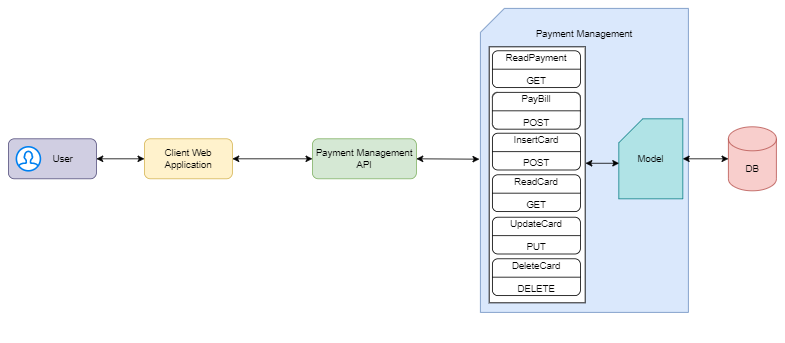 User
Client Web
Application
Payment Management
API
Payment Management
ReadPayment
GET
PayBill
POST
InsertCard
POST
ReadCard
GET
UpdateCard
PUT
DeleteCard
DELETE
Model
DB